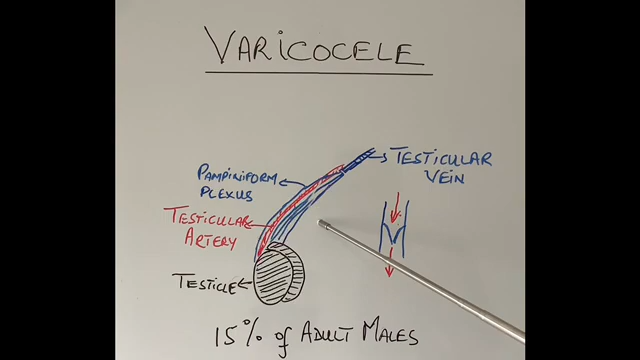 VARICOCELE
TESTICULAR
VEIN
PAMPINIFORM
PLEXUS
TESTICULAR
ARTERY
TESTICLE
15% of ADULT MALES